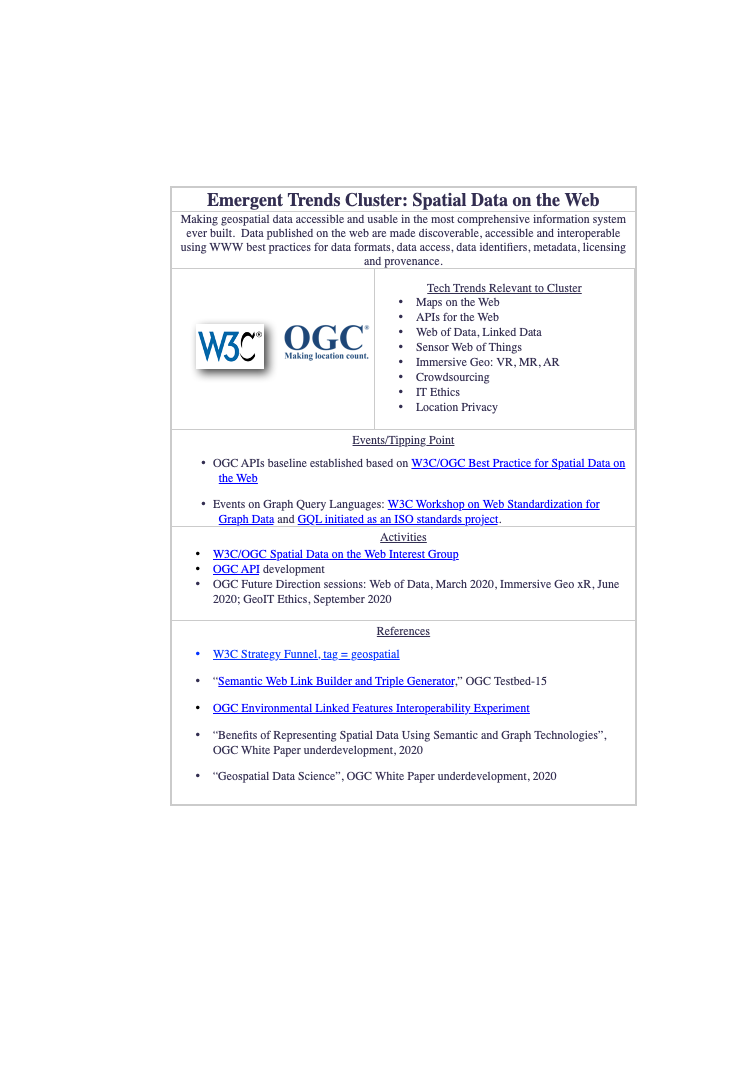 Emergent Trends Cluster: Spatial Data on the Web
Making geospatial data accessible and usable in the most comprehensive information system
ever built.  Data published on the web are made discoverable, accessible and interoperable
using WWW best practices for data formats, data access, data identifiers, metadata, licensing
and provenance.
W3C®
OGC®
Making location count.
Tech Trends Relevant to Cluster
• Maps on the Web
• APIs for the Web
• Web of Data, Linked Data
• Sensor Web of Things
• Immersive Geo: VR, MR, AR
• Crowdsourcing
• IT Ethics
• Location Privacy
Events/Tipping Point
• OGC APIs baseline established based on W3C/OGC Best Practice for Spatial Data on
the Web
• Events on Graph Query Languages: W3C Workshop on Web Standardization for
Graph Data and GQL initiated as an ISO standards project.
Activities
• W3C/OGC Spatial Data on the Web Interest Group
• OGC API development
• OGC Future Direction sessions: Web of Data, March 2020, Immersive Geo xR, June
2020; GeoIT Ethics, September 2020
References
• W3C Strategy Funnel, tag = geospatial
• “Semantic Web Link Builder and Triple Generator,” OGC Testbed-15
• OGC Environmental Linked Features Interoperability Experiment
• “Benefits of Representing Spatial Data Using Semantic and Graph Technologies”,
OGC White Paper underdevelopment, 2020
• “Geospatial Data Science”, OGC White Paper underdevelopment, 2020